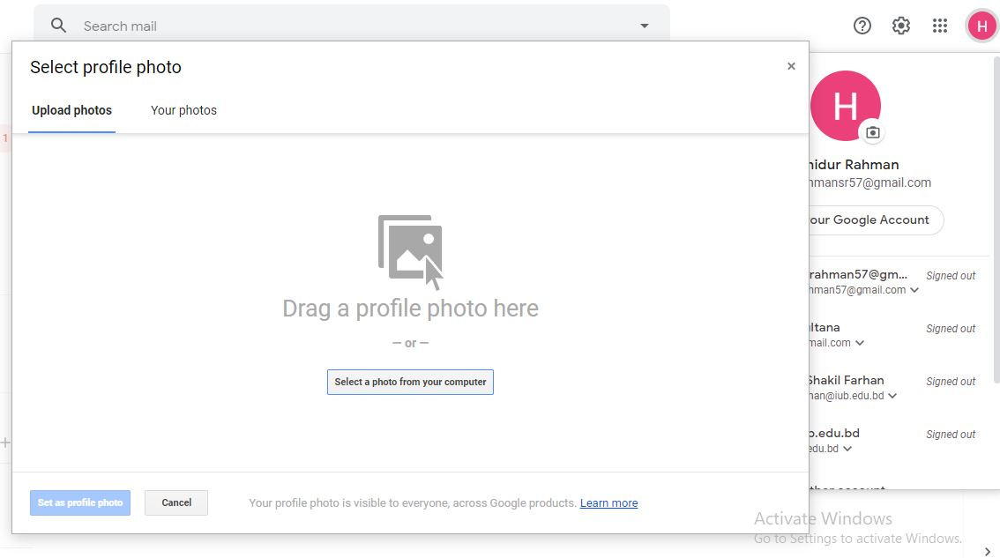 Search mail
H
Select profile photo
×
Upload photos
Your photos
1
H
hidur Rahman
hmansr57@gmail.com
our Google Account
Drag a profile photo here
— or —
Select a photo from your computer
rahman57@gm...
Signed out
hman57@gmail.com
ltana
Signed out
mail.com
Shakil Farhan
Signed out
han@iub.edu.bd
b.edu.bd
Signed out
edu.bd
ther account
Set as profile photo
Cancel
Your profile photo is visible to everyone, across Google products. Learn more
Activate Windows
Go to Settings to activate Windows.